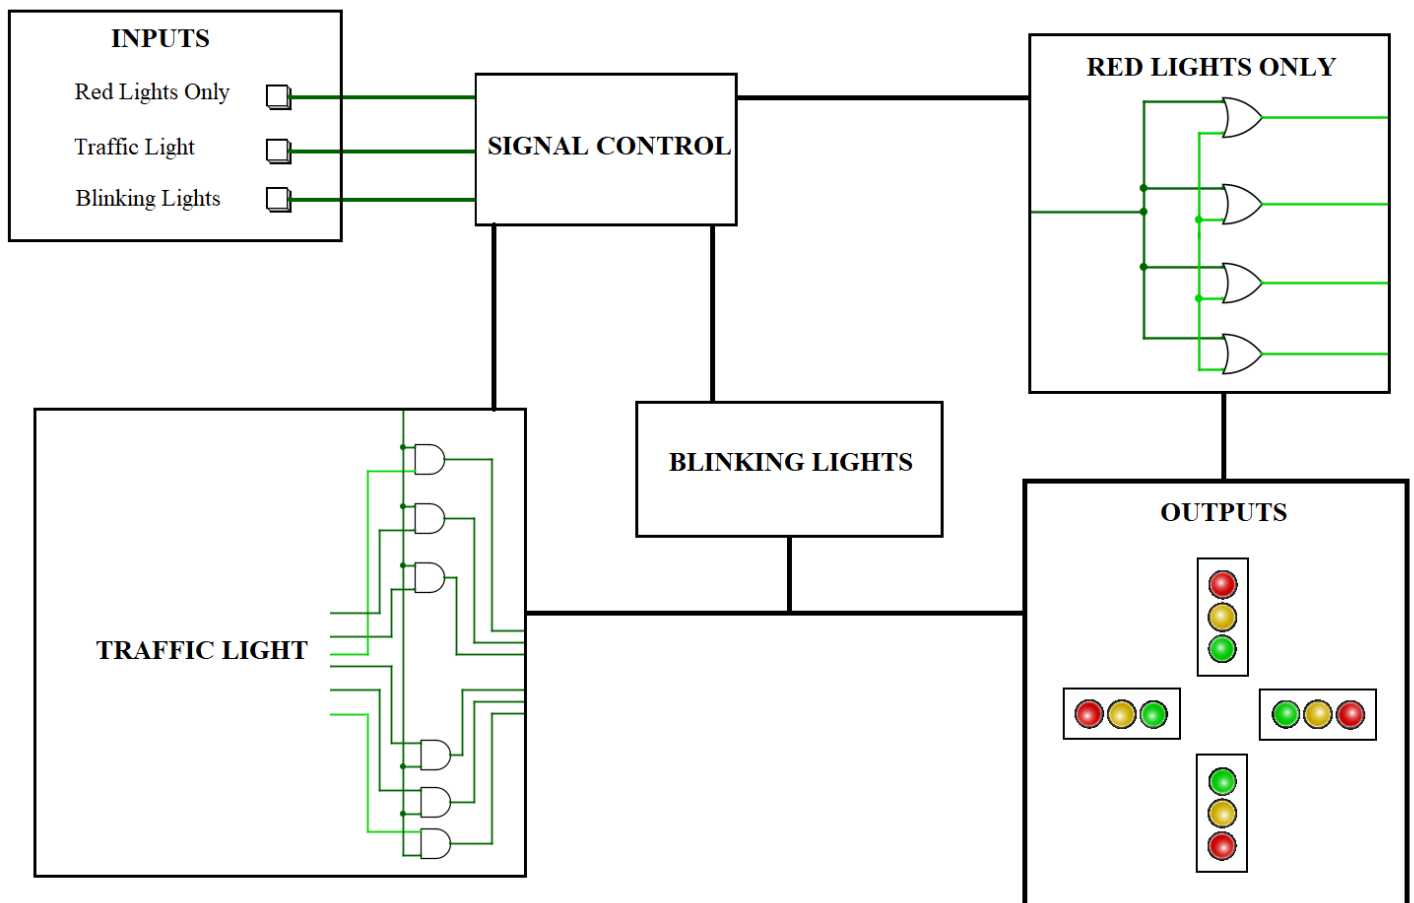 INPUTS
Red Lights Only
Traffic Light
Blinking Lights
SIGNAL CONTROL
RED LIGHTS ONLY
TRAFFIC LIGHT
BLINKING LIGHTS
OUTPUTS